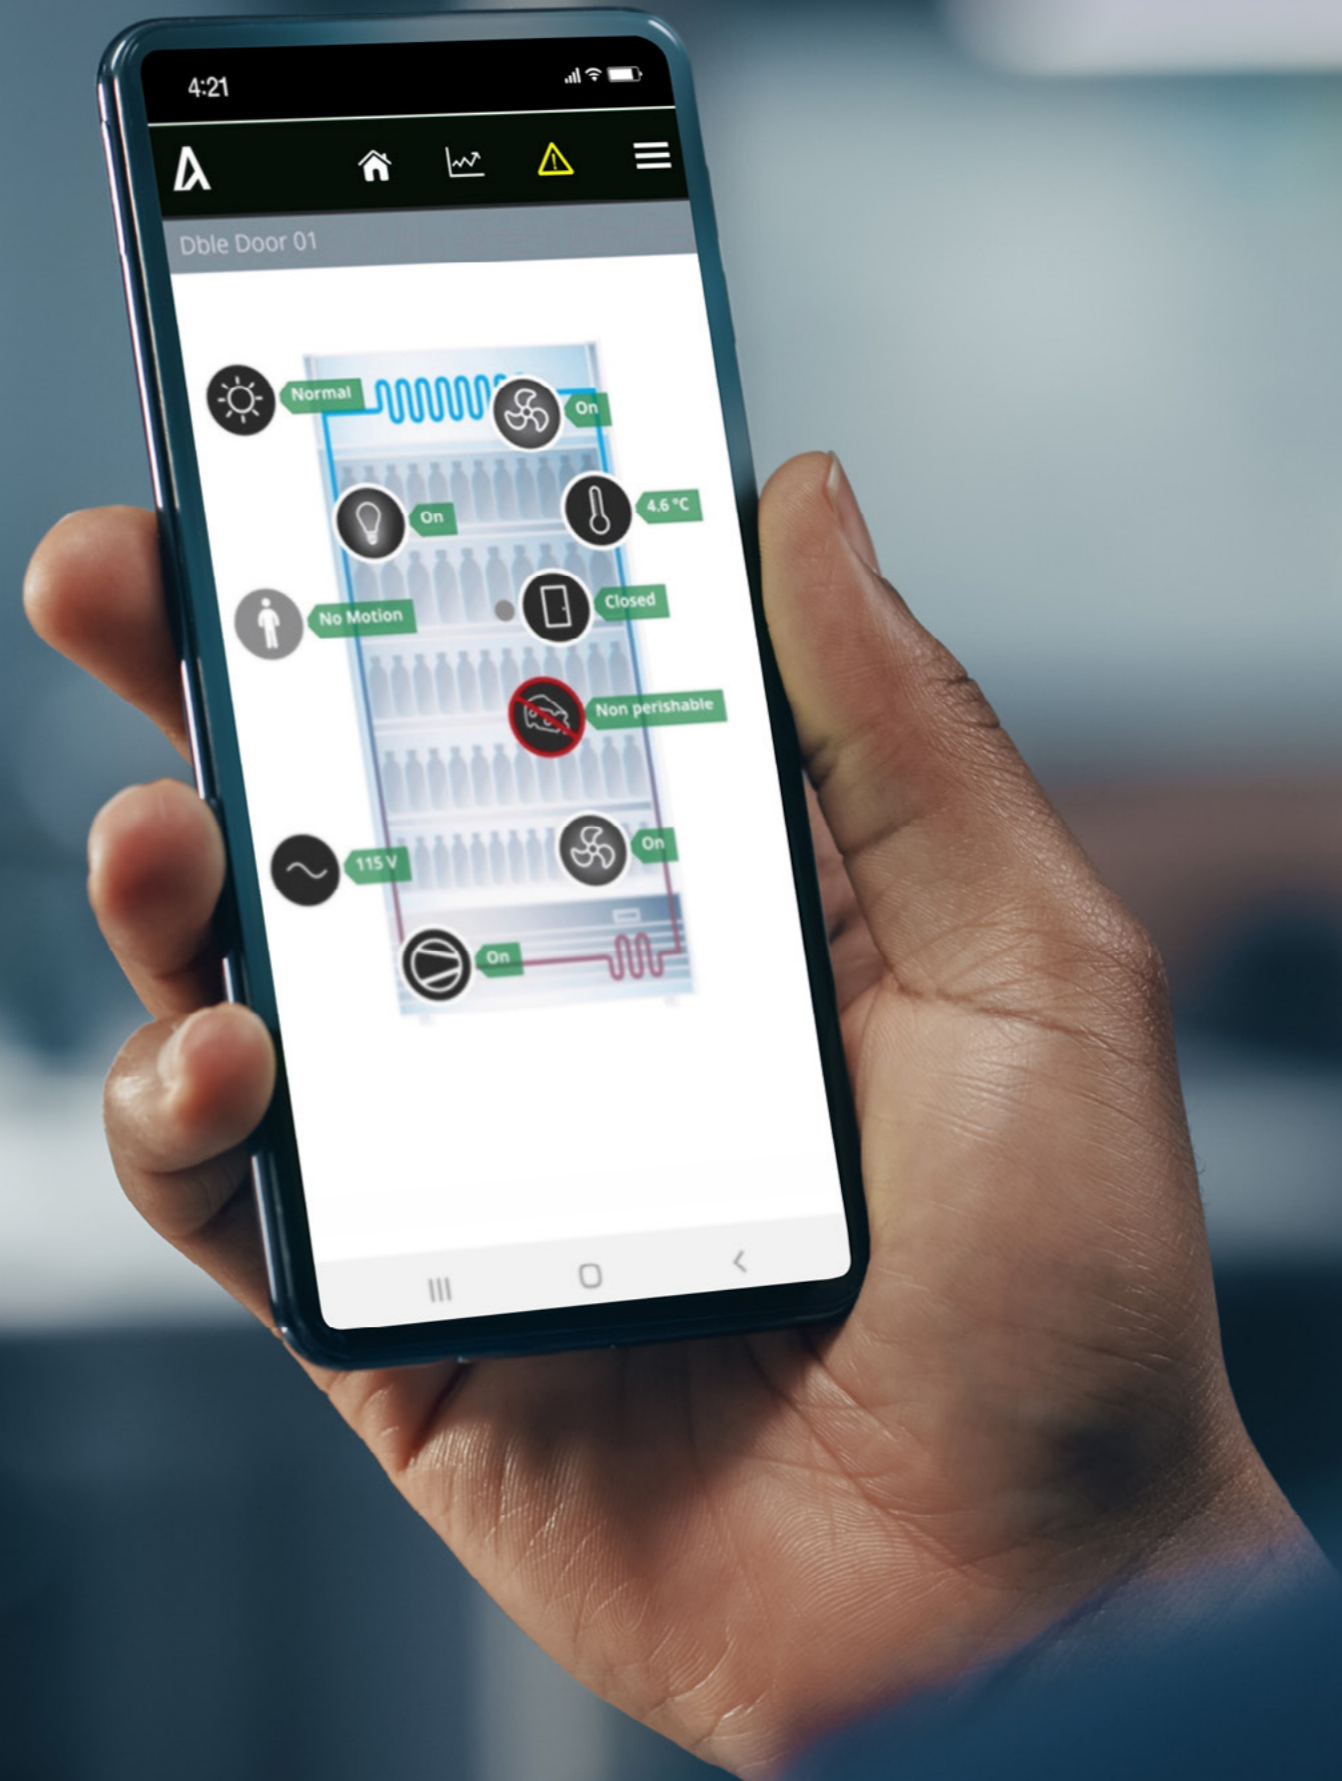 4:21
Dble Door 01
Normal
On
On
4.6 °C
No Motion
Closed
Non perishable
115 V
On
On